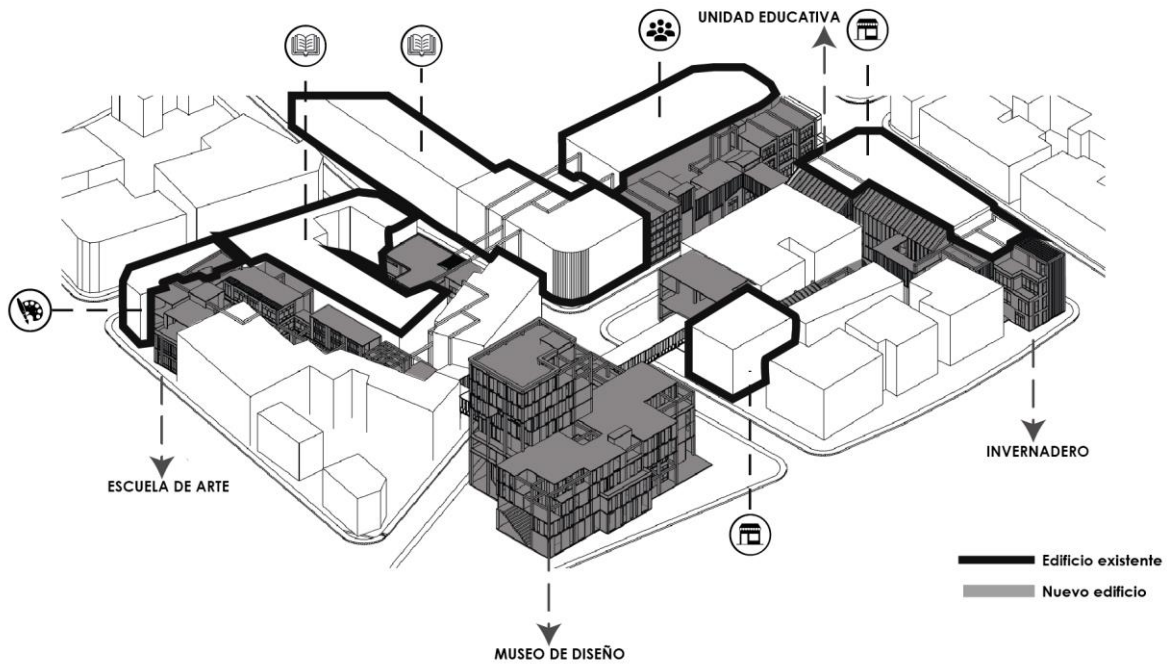 UNIDAD EDUCATIVA
ESCUELA DE ARTE
INVERNADERO
MUSEO DE DISEÑO
Edificio existente
Nuevo edificio